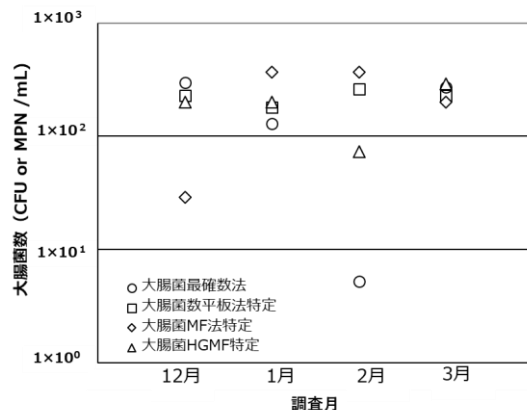 1×10³
1×10²
1×10¹
1×10⁰
大腸菌数（CFU or MPN /mL）
大腸菌最確数法
大腸菌数平板法特定
大腸菌MF法特定
大腸菌HGMF特定
12月 1月 2月 3月
調査月